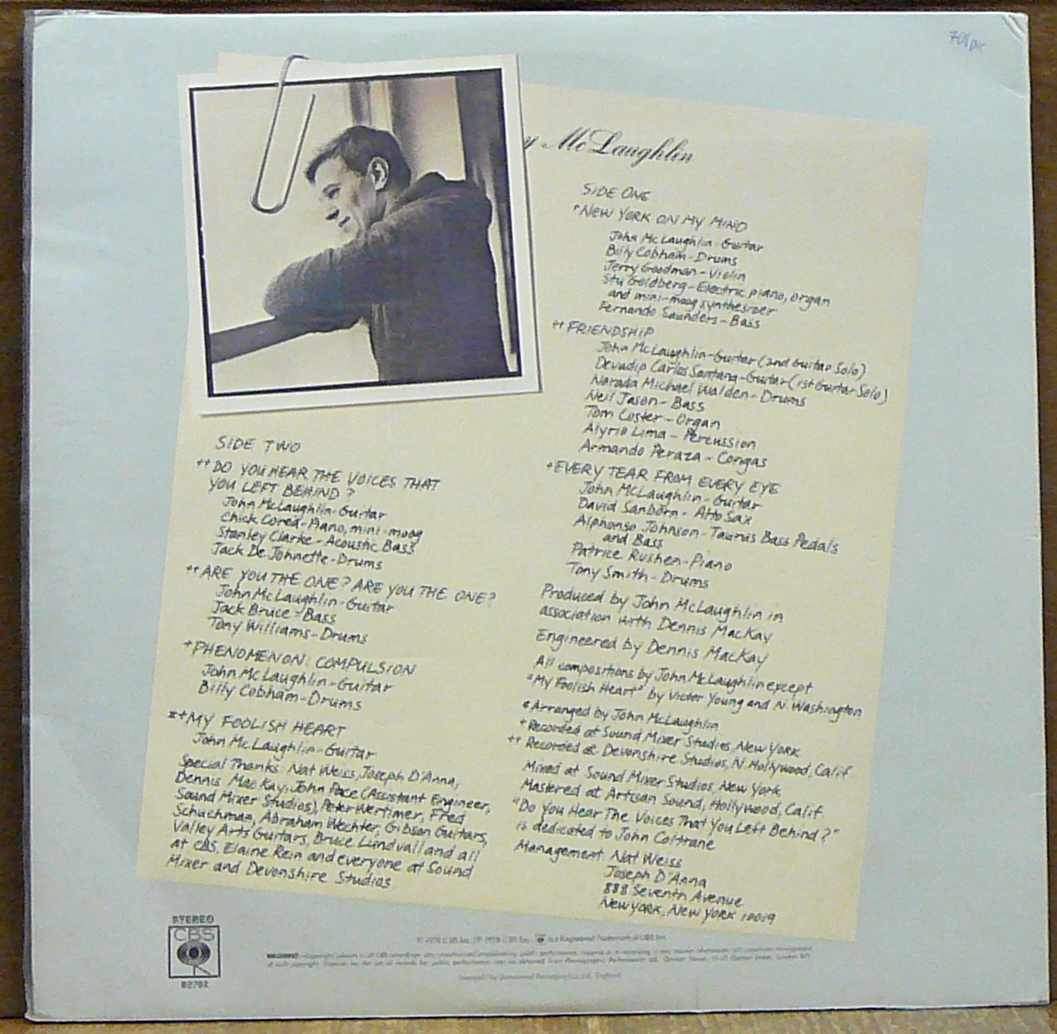 y McLaughlin
SIDE ONE
+NEW YORK ON MY MIND
John McLaughlin-Guitar
Billy Cobham-Drums
Jerry Goodman-Violin
Stu Goldberg-Electric piano, organ
and mini-moog synthesizer
Fernando Saunders-Bass
++FRIENDSHIP
John McLaughlin-Guitar (2nd Guitar Solo)
Devadip Carlos Santana-Guitar (1st Guitar Solo)
Narada Michael Walden-Drums
Neil Jason-Bass
Tom Coster-Organ
Alyrio Lima-Percussion
Armando Peraza-Congas
+EVERY TEAR FROM EVERY EYE
John McLaughlin-Guitar
David Sanborn-Alto Sax
Alphonso Johnson-Taurus Bass Pedals
and Bass
Patrice Rushen-Piano
Tony Smith-Drums
Produced by John McLaughlin in
association with Dennis MacKay
Engineered by Dennis MacKay
All compositions by John McLaughlin except
"My Foolish Heart" by Victor Young and N. Washington
*Arranged by John McLaughlin
+Recorded at Sound Mixer Studios, New York
++Recorded at Devonshire Studios, N. Hollywood, Calif
Mixed at Sound Mixer Studios, New York
Mastered at Artisan Sound, Hollywood, Calif
"Do You Hear The Voices That You Left Behind?"
is dedicated to John Coltrane
Management: Nat Weiss
Joseph D'Anna
888 Seventh Avenue
New York, New York 10019
SIDE TWO
++DO YOU HEAR THE VOICES THAT
YOU LEFT BEHIND?
John McLaughlin-Guitar
Chick Corea-Piano, mini-moog
Stanley Clarke-Acoustic Bass
Jack DeJohnette-Drums
++ARE YOU THE ONE? ARE YOU THE ONE?
John McLaughlin-Guitar
Jack Bruce-Bass
Tony Williams-Drums
+PHENOMENON: COMPULSION
John McLaughlin-Guitar
Billy Cobham-Drums
*+MY FOOLISH HEART
John McLaughlin-Guitar
Special Thanks: Nat Weiss, Joseph D'Anna,
Dennis MacKay, John Pace (Assistant Engineer,
Sound Mixer Studios), Peter Wertimer, Fred
Schuchman, Abraham Wechter, Gibson Guitars,
Valley Arts Guitars, Bruce Lundvall and all
at CBS, Elaine Rein and everyone at Sound
Mixer and Devonshire Studios
STEREO
CBS
82702